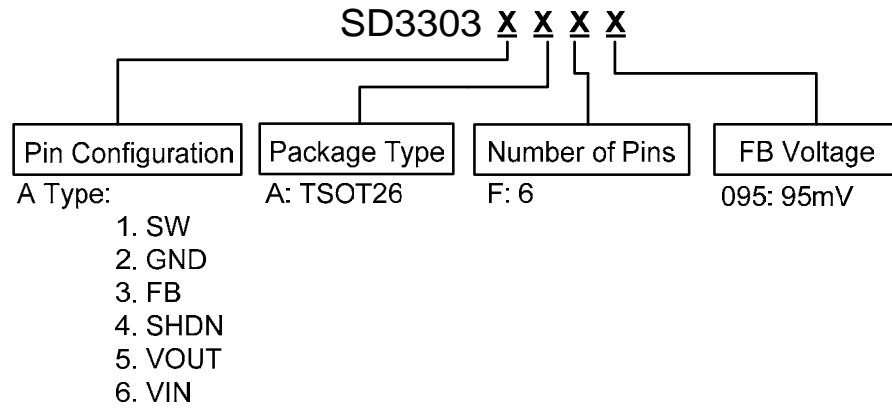 SD3303 X X X X
Pin Configuration
Package Type
Number of Pins
FB Voltage
A Type:
A: TSOT26
F: 6
095: 95mV
1. SW
2. GND
3. FB
4. SHDN
5. VOUT
6. VIN